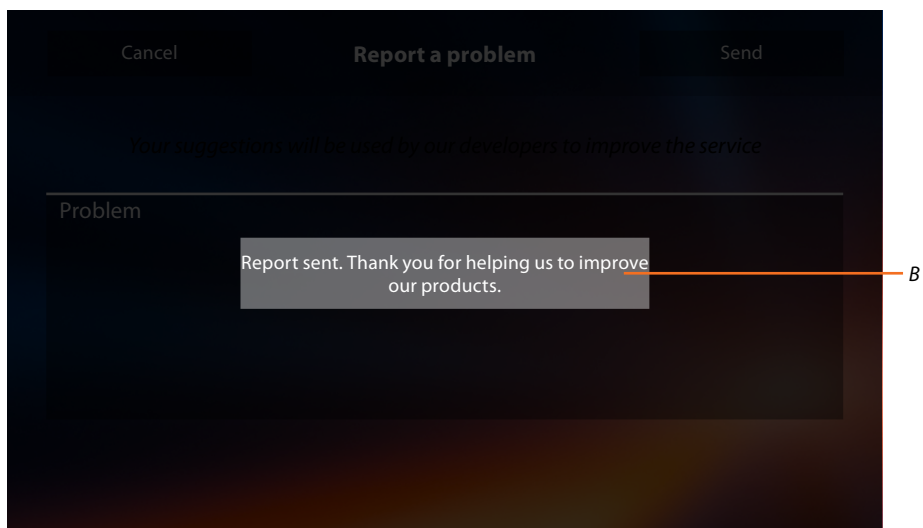 Cancel
Report a problem
Send
Your suggestions will be used by our developers to improve the service
Problem
Report sent. Thank you for helping us to improve
our products.
B